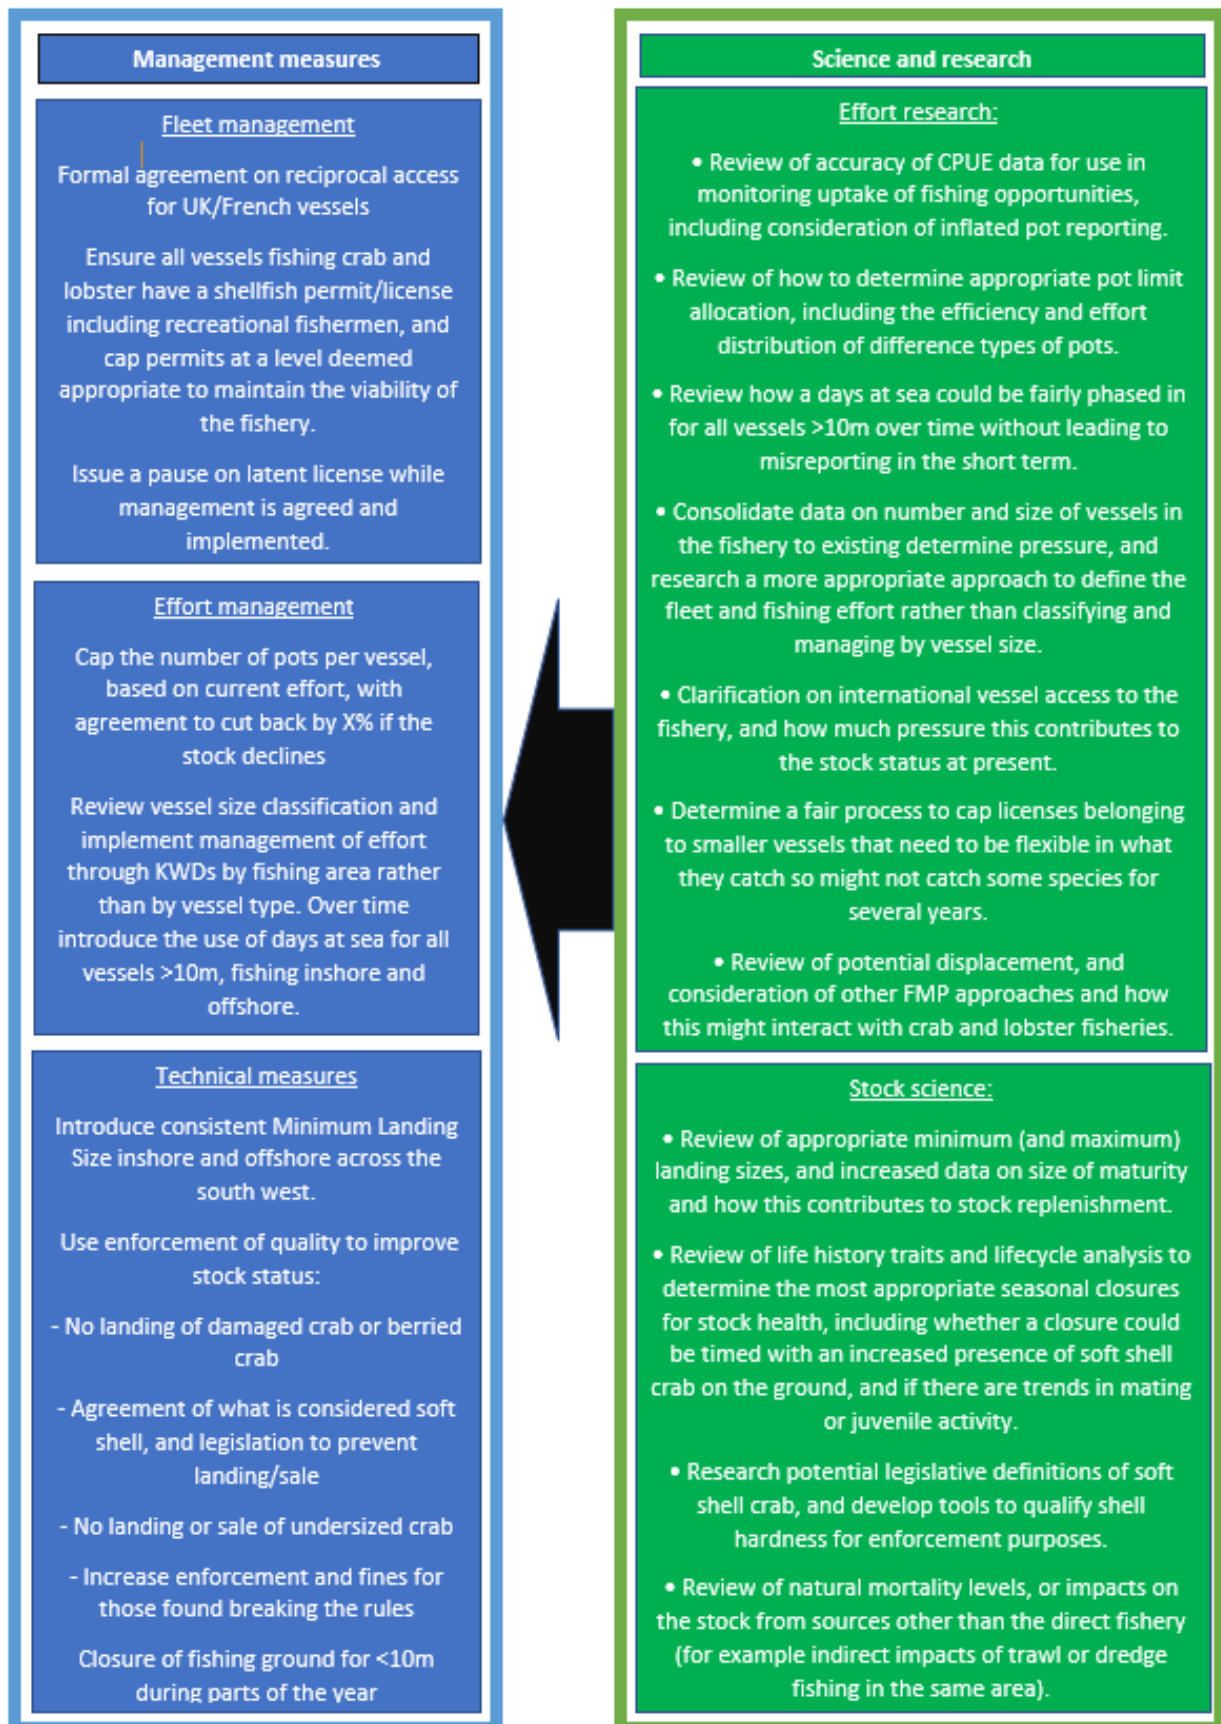 Management measures
Fleet management
Formal agreement on reciprocal access
for UK/French vessels
Ensure all vessels fishing crab and
lobster have a shellfish permit/license
including recreational fishermen, and
cap permits at a level deemed
appropriate to maintain the viability of
the fishery.
Issue a pause on latent license while
management is agreed and
implemented.
Effort management
Cap the number of pots per vessel,
based on current effort, with
agreement to cut back by X% if the
stock declines
Review vessel size classification and
implement management of effort
through KWDs by fishing area rather
than by vessel type. Over time
introduce the use of days at sea for all
vessels >10m, fishing inshore and
offshore.
Technical measures
Introduce consistent Minimum Landing
Size inshore and offshore across the
south west.
Use enforcement of quality to improve
stock status:
- No landing of damaged crab or berried
crab
- Agreement of what is considered soft
shell, and legislation to prevent
landing/sale
- No landing or sale of undersized crab
- Increase enforcement and fines for
those found breaking the rules
Closure of fishing ground for <10m
during parts of the year
Science and research
Effort research:
• Review of accuracy of CPUE data for use in
monitoring uptake of fishing opportunities,
including consideration of inflated pot reporting.
• Review of how to determine appropriate pot limit
allocation, including the efficiency and effort
distribution of difference types of pots.
• Review how a days at sea could be fairly phased in
for all vessels >10m over time without leading to
misreporting in the short term.
• Consolidate data on number and size of vessels in
the fishery to existing determine pressure, and
research a more appropriate approach to define the
fleet and fishing effort rather than classifying and
managing by vessel size.
• Clarification on international vessel access to the
fishery, and how much pressure this contributes to
the stock status at present.
• Determine a fair process to cap licenses belonging
to smaller vessels that need to be flexible in what
they catch so might not catch some species for
several years.
• Review of potential displacement, and
consideration of other FMP approaches and how
this might interact with crab and lobster fisheries.
Stock science:
• Review of appropriate minimum (and maximum)
landing sizes, and increased data on size of maturity
and how this contributes to stock replenishment.
• Review of life history traits and lifecycle analysis to
determine the most appropriate seasonal closures
for stock health, including whether a closure could
be timed with an increased presence of soft shell
crab on the ground, and if there are trends in mating
or juvenile activity.
• Research potential legislative definitions of soft
shell crab, and develop tools to qualify shell
hardness for enforcement purposes.
• Review of natural mortality levels, or impacts on
the stock from sources other than the direct fishery
(for example indirect impacts of trawl or dredge
fishing in the same area).